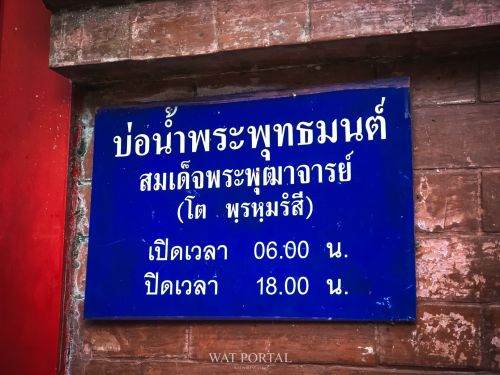 บ่อน้ำพระพุทธมนต์
สมเด็จพระพุฒาจารย์
(โต พฺรหฺมรํสี)
เปิดเวลา 06.00 น.
ปิดเวลา 18.00 น.
WAT PORTAL